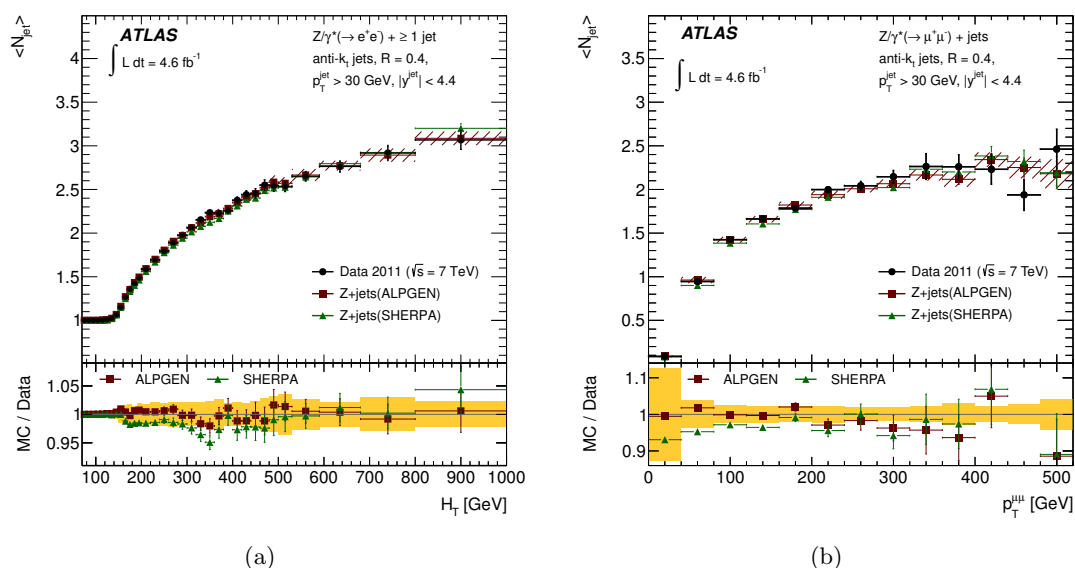 <N_jet>
ATLAS
∫ L dt = 4.6 fb⁻¹
Z/γ*(→ e⁺e⁻) + ≥ 1 jet
anti-k_t jets, R = 0.4,
p_T^jet > 30 GeV, |y^jet| < 4.4
4
3.5
3
2.5
2
1.5
1
Data 2011 (√s = 7 TeV)
Z+jets(ALPGEN)
Z+jets(SHERPA)
MC / Data
ALPGEN SHERPA
1.05
1
0.95
100 200 300 400 500 600 700 800 900 1000
H_T [GeV]
(a)
<N_jet>
ATLAS
∫ L dt = 4.6 fb⁻¹
Z/γ*(→ μ⁺μ⁻) + jets
anti-k_t jets, R = 0.4,
p_T^jet > 30 GeV, |y^jet| < 4.4
4
3.5
3
2.5
2
1.5
1
0.5
Data 2011 (√s = 7 TeV)
Z+jets(ALPGEN)
Z+jets(SHERPA)
MC / Data
ALPGEN SHERPA
1.1
1
0.9
0 100 200 300 400 500
p_T^μμ [GeV]
(b)